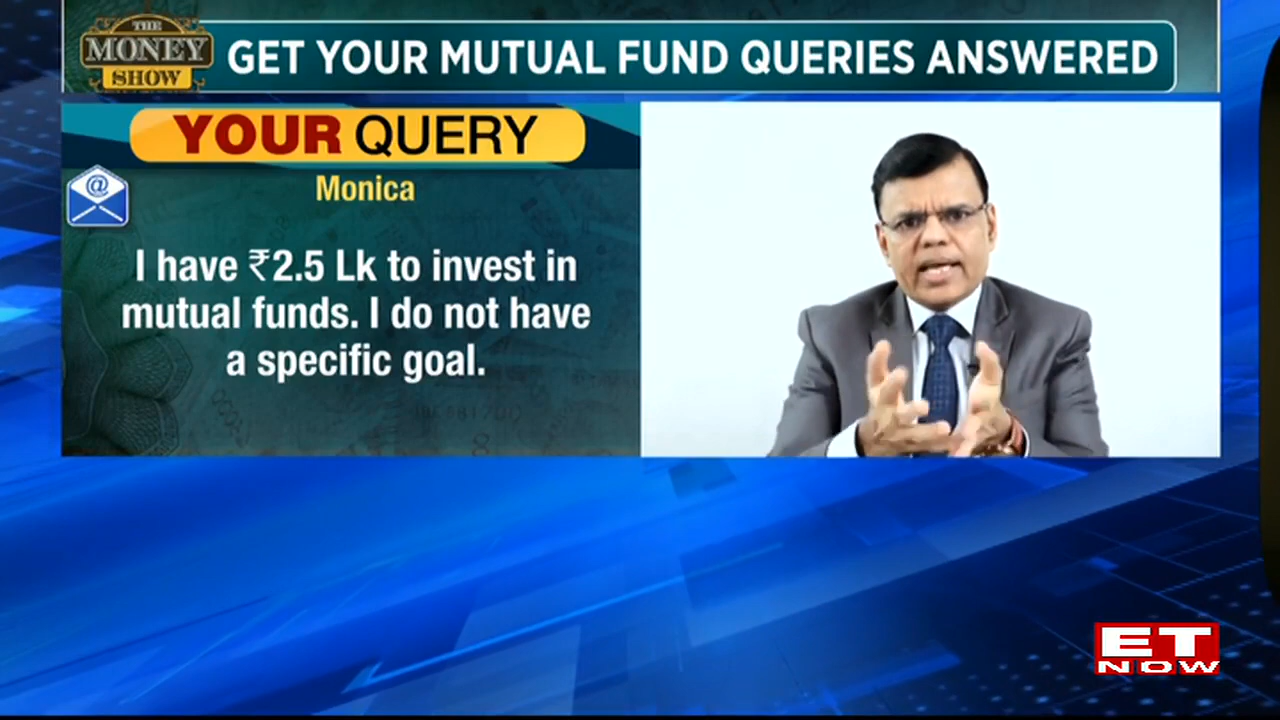 THE
MONEY
SHOW
GET YOUR MUTUAL FUND QUERIES ANSWERED
YOUR QUERY
@
Monica
I have ₹2.5 Lk to invest in
mutual funds. I do not have
a specific goal.
ET
NOW